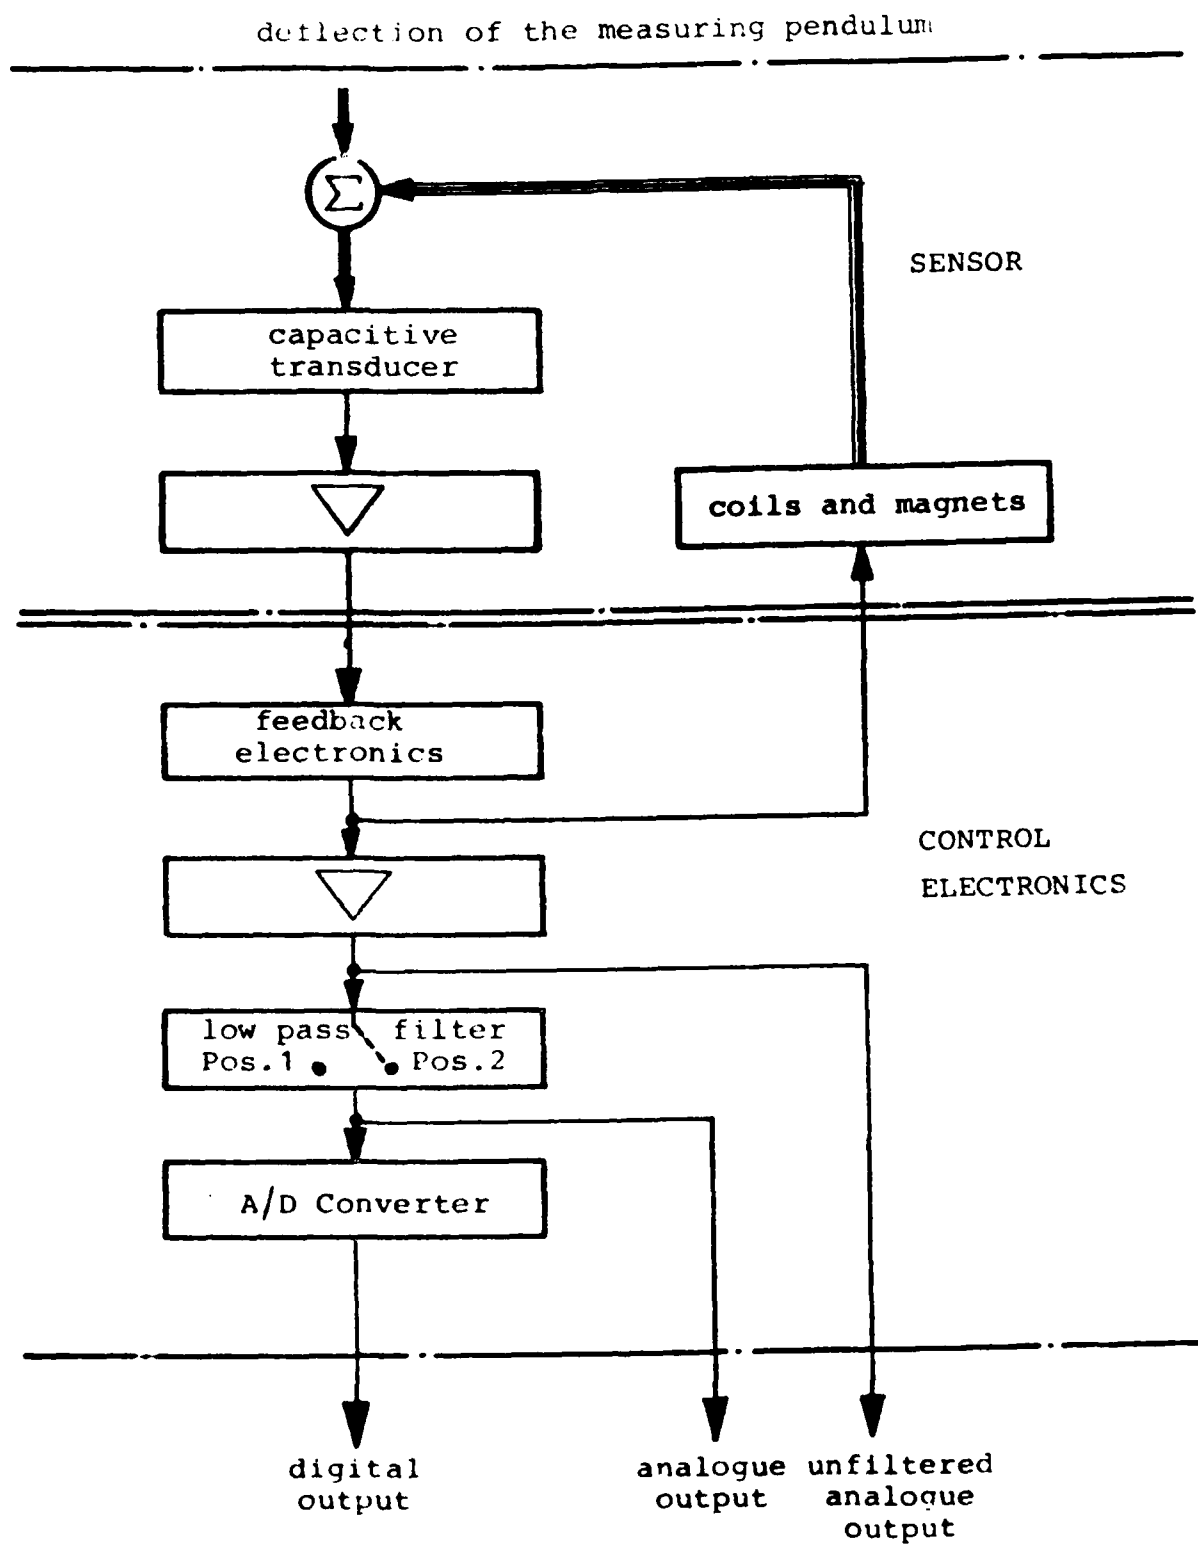 deflection of the measuring pendulum
Σ
SENSOR
capacitive
transducer
coils and magnets
feedback
electronics
CONTROL
ELECTRONICS
low pass filter
Pos.1 Pos.2
A/D Converter
digital
output
analogue
output
unfiltered
analogue
output